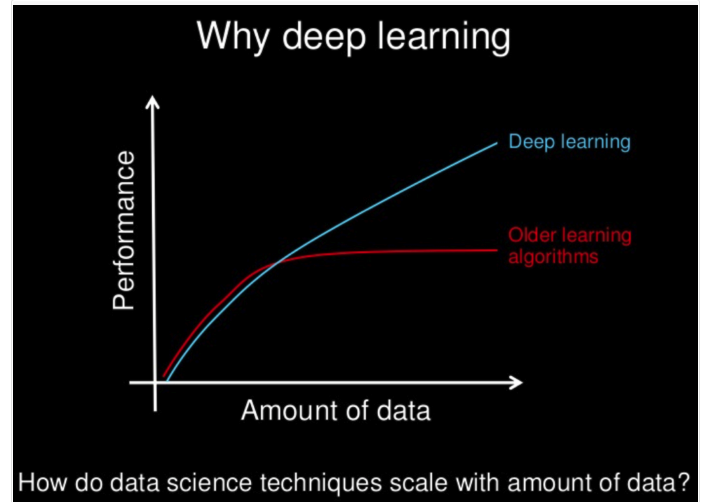 Why deep learning
Deep learning
Older learning
algorithms
Performance
Amount of data
How do data science techniques scale with amount of data?